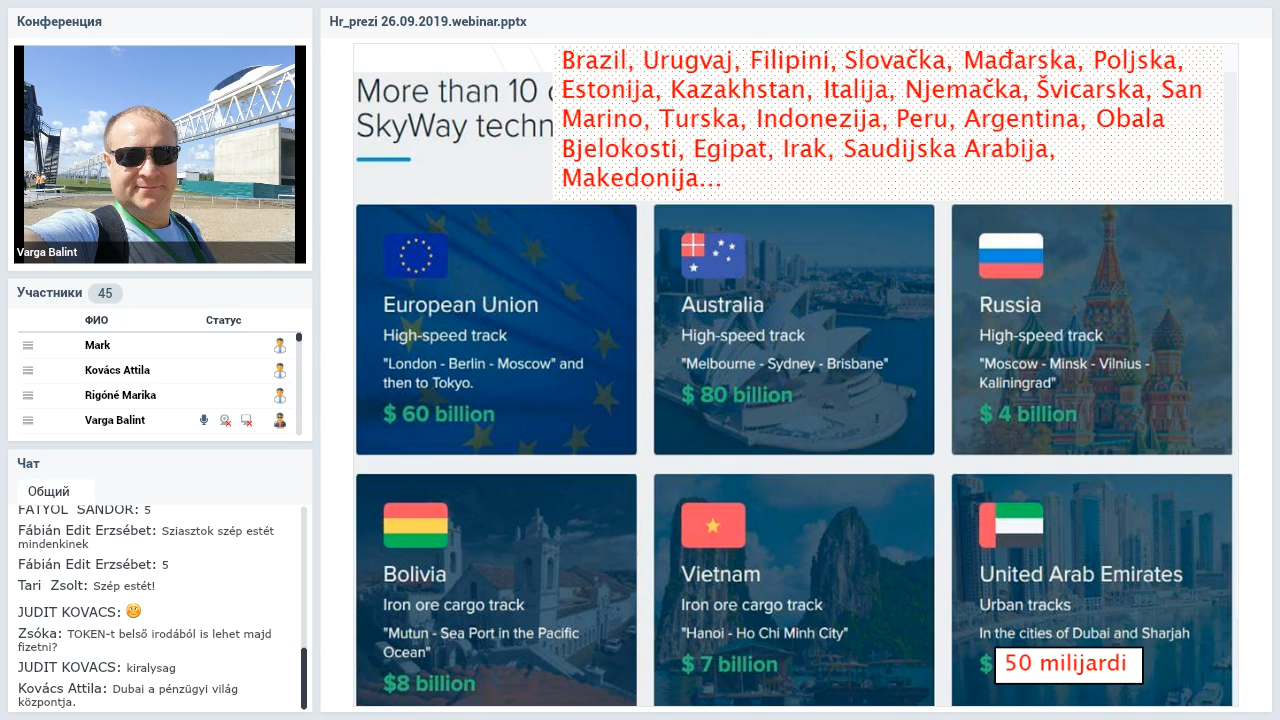 Конференция
Varga Balint
Участники 45
ФИО Статус
Mark
Kovács Attila
Rigóné Marika
Varga Balint
Чат
Общий
FATYOL SANDOR: 5
Fábián Edit Erzsébet: Sziasztok szép estét
mindenkinek
Fábián Edit Erzsébet: 5
Tari Zsolt: Szép estét!
JUDIT KOVACS:
Zsóka: TOKEN-t belső irodából is lehet majd
fizetni?
JUDIT KOVACS: kiralysag
Kovács Attila: Dubai a pénzügyi világ
központja.
Hr_prezi 26.09.2019.webinar.pptx
More than 10
SkyWay techn
Brazil, Urugvaj, Filipini, Slovačka, Mađarska, Poljska,
Estonija, Kazakhstan, Italija, Njemačka, Švicarska, San
Marino, Turska, Indonezija, Peru, Argentina, Obala
Bjelokosti, Egipat, Irak, Saudijska Arabija,
Makedonija...
European Union
High-speed track
"London - Berlin - Moscow" and
then to Tokyo.
$ 60 billion
Australia
High-speed track
"Melbourne - Sydney - Brisbane"
$ 80 billion
Russia
High-speed track
"Moscow - Minsk - Vilnius -
Kaliningrad"
$ 4 billion
Bolivia
Iron ore cargo track
"Mutun - Sea Port in the Pacific
Ocean"
$8 billion
Vietnam
Iron ore cargo track
"Hanoi - Ho Chi Minh City"
$ 7 billion
United Arab Emirates
Urban tracks
In the cities of Dubai and Sharjah
$ 50 milijardi